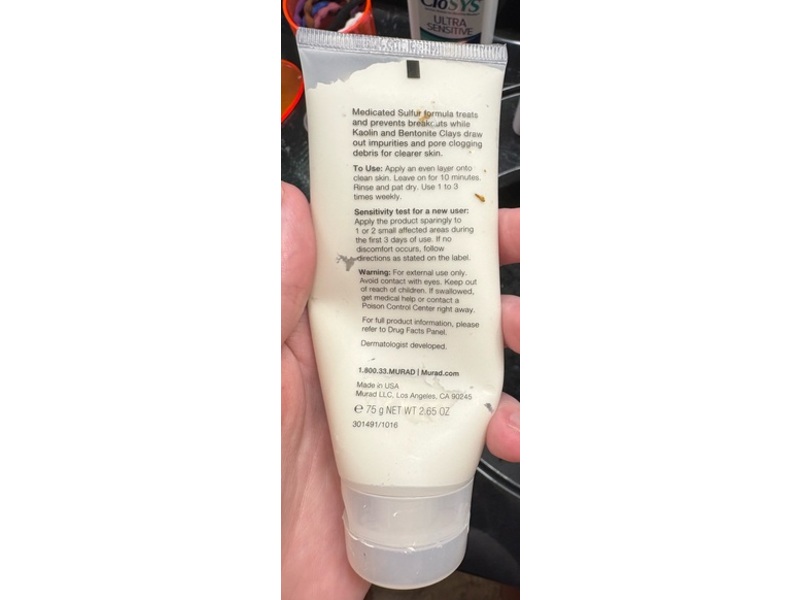 CloSYS
ULTRA
SENSITIVE
Medicated Sulfur formula treats
and prevents breakouts while
Kaolin and Bentonite Clays draw
out impurities and pore clogging
debris for clearer skin.
To Use: Apply an even layer onto
clean skin. Leave on for 10 minutes.
Rinse and pat dry. Use 1 to 3
times weekly.
Sensitivity test for a new user:
Apply the product sparingly to
1 or 2 small affected areas during
the first 3 days of use. If no
discomfort occurs, follow
directions as stated on the label.
Warning: For external use only.
Avoid contact with eyes. Keep out
of reach of children. If swallowed,
get medical help or contact a
Poison Control Center right away.
For full product information, please
refer to Drug Facts Panel.
Dermatologist developed.
1.800.33.MURAD | Murad.com
Made in USA
Murad LLC, Los Angeles, CA 90245
℮ 75 g NET WT 2.65 OZ
301491/1016